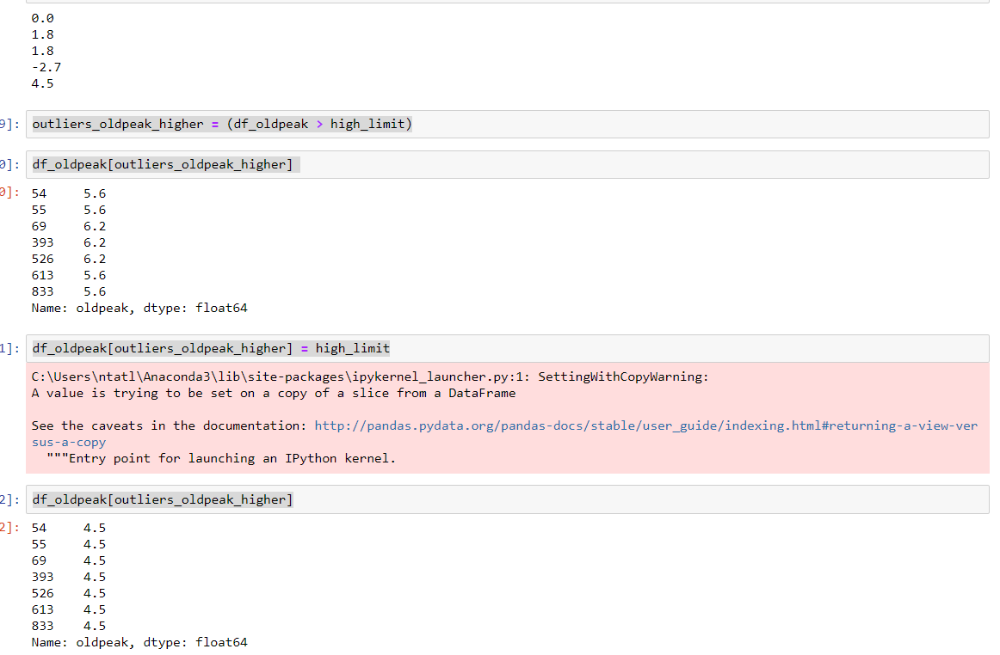 0.0
1.8
1.8
-2.7
4.5
9]: outliers_oldpeak_higher = (df_oldpeak > high_limit)
0]: df_oldpeak[outliers_oldpeak_higher]
0]: 54 5.6
55 5.6
69 6.2
393 6.2
526 6.2
613 5.6
833 5.6
Name: oldpeak, dtype: float64
1]: df_oldpeak[outliers_oldpeak_higher] = high_limit
C:\Users\ntatl\Anaconda3\lib\site-packages\ipykernel_launcher.py:1: SettingWithCopyWarning:
A value is trying to be set on a copy of a slice from a DataFrame
See the caveats in the documentation: http://pandas.pydata.org/pandas-docs/stable/user_guide/indexing.html#returning-a-view-ver
sus-a-copy
"""Entry point for launching an IPython kernel.
2]: df_oldpeak[outliers_oldpeak_higher]
2]: 54 4.5
55 4.5
69 4.5
393 4.5
526 4.5
613 4.5
833 4.5
Name: oldpeak, dtype: float64